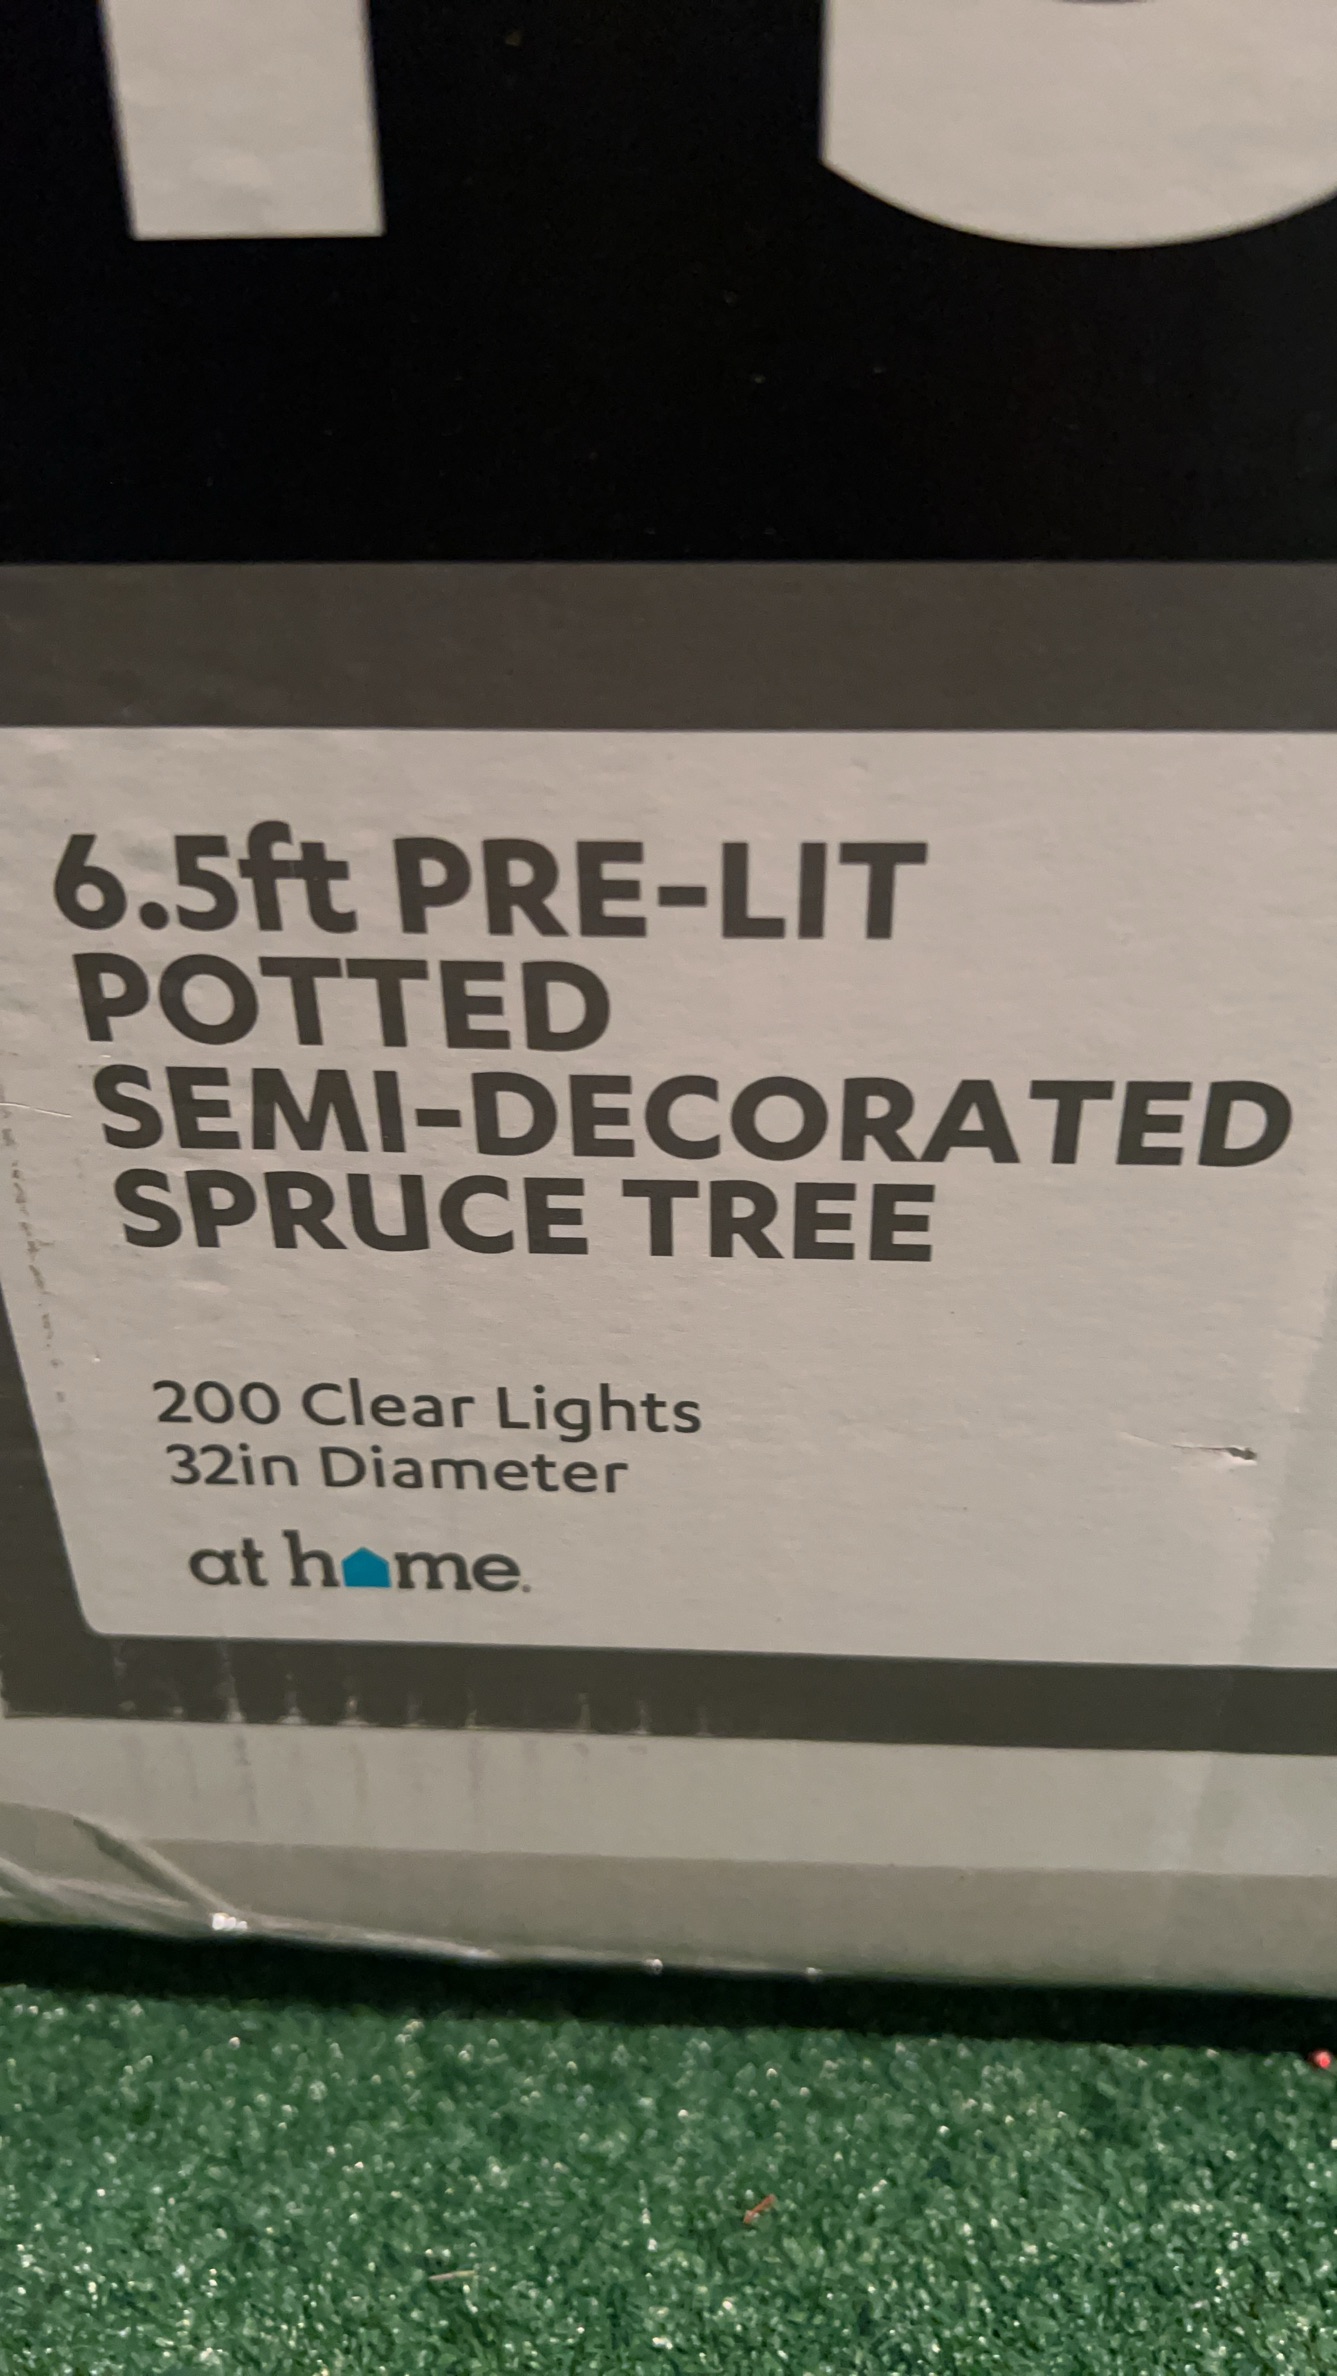 6.5ft PRE-LIT
POTTED
SEMI-DECORATED
SPRUCE TREE
200 Clear Lights
32in Diameter
at home.